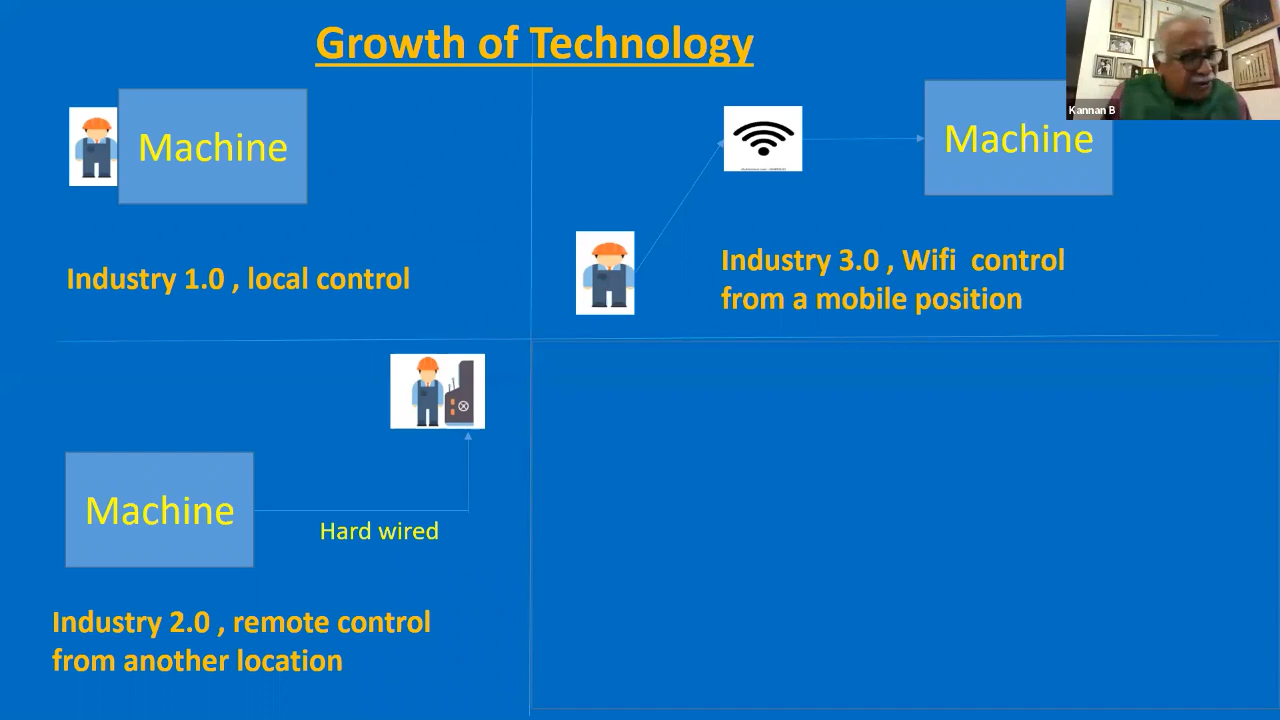 Growth of Technology
Kannan B
Machine
Industry 1.0 , local control
Machine
Industry 3.0 , Wifi control
from a mobile position
Machine
Hard wired
Industry 2.0 , remote control
from another location